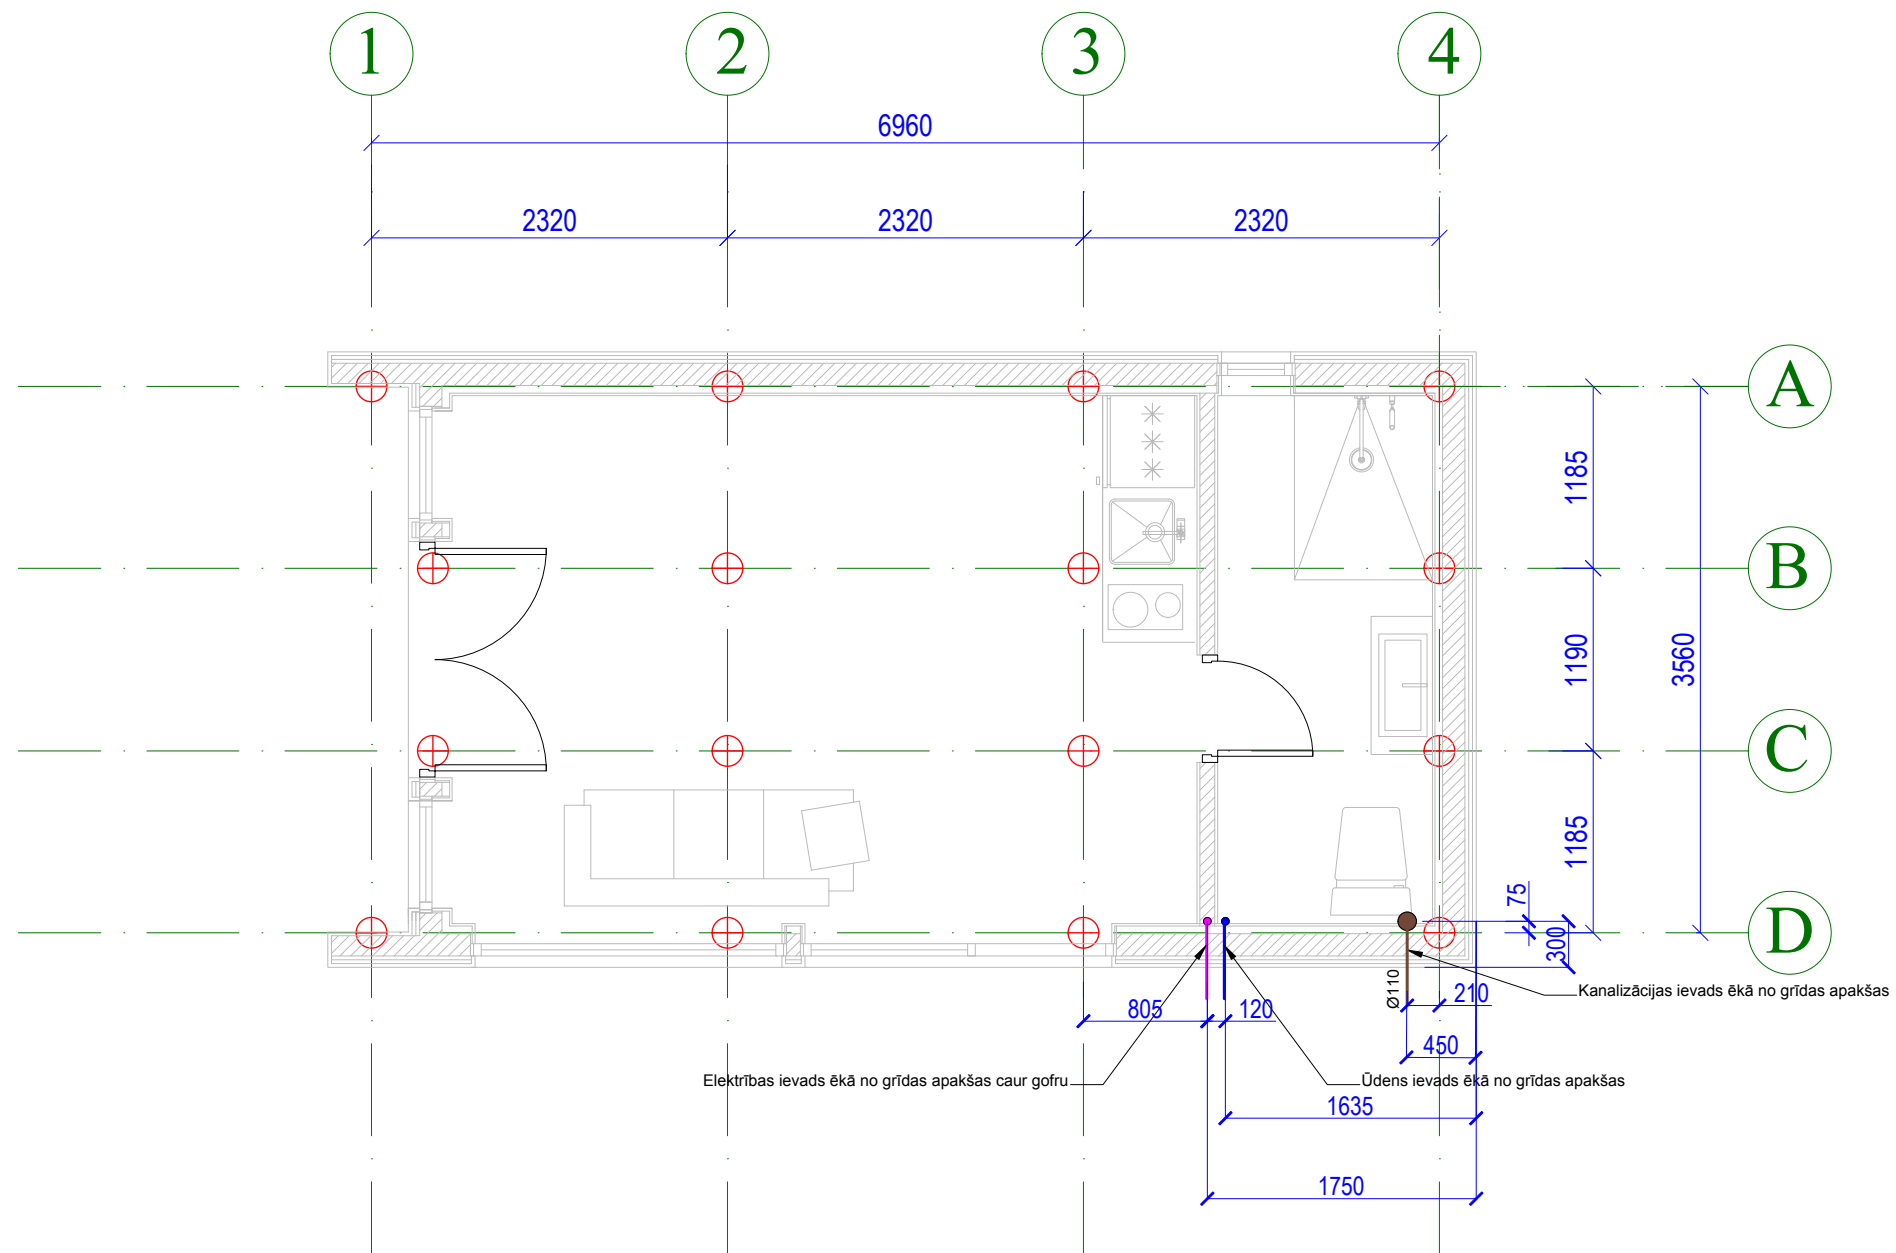 1 2 3 4
6960
2320 2320 2320
A
1185
B
1190
3560
C
1185
75
D
300
Ø110
210
Kanalizācijas ievads ēkā no grīdas apakšas
805
120
450
Elektrības ievads ēkā no grīdas apakšas caur gofru
Ūdens ievads ēkā no grīdas apakšas
1635
1750